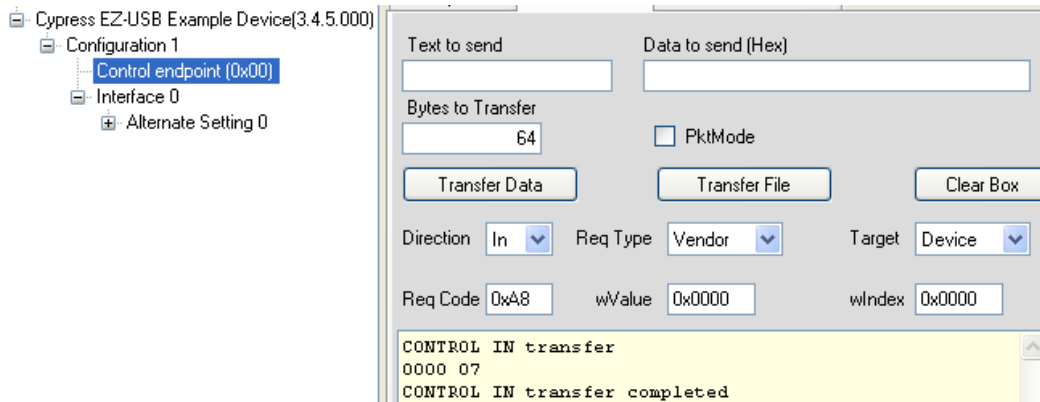 Cypress EZ-USB Example Device(3.4.5.000)
Configuration 1
Control endpoint (0x00)
Interface 0
Alternate Setting 0
Text to send Data to send (Hex)
Bytes to Transfer
64 PktMode
Transfer Data Transfer File Clear Box
Direction In Req Type Vendor Target Device
Req Code 0xA8 wValue 0x0000 wIndex 0x0000
CONTROL IN transfer
0000 07
CONTROL IN transfer completed